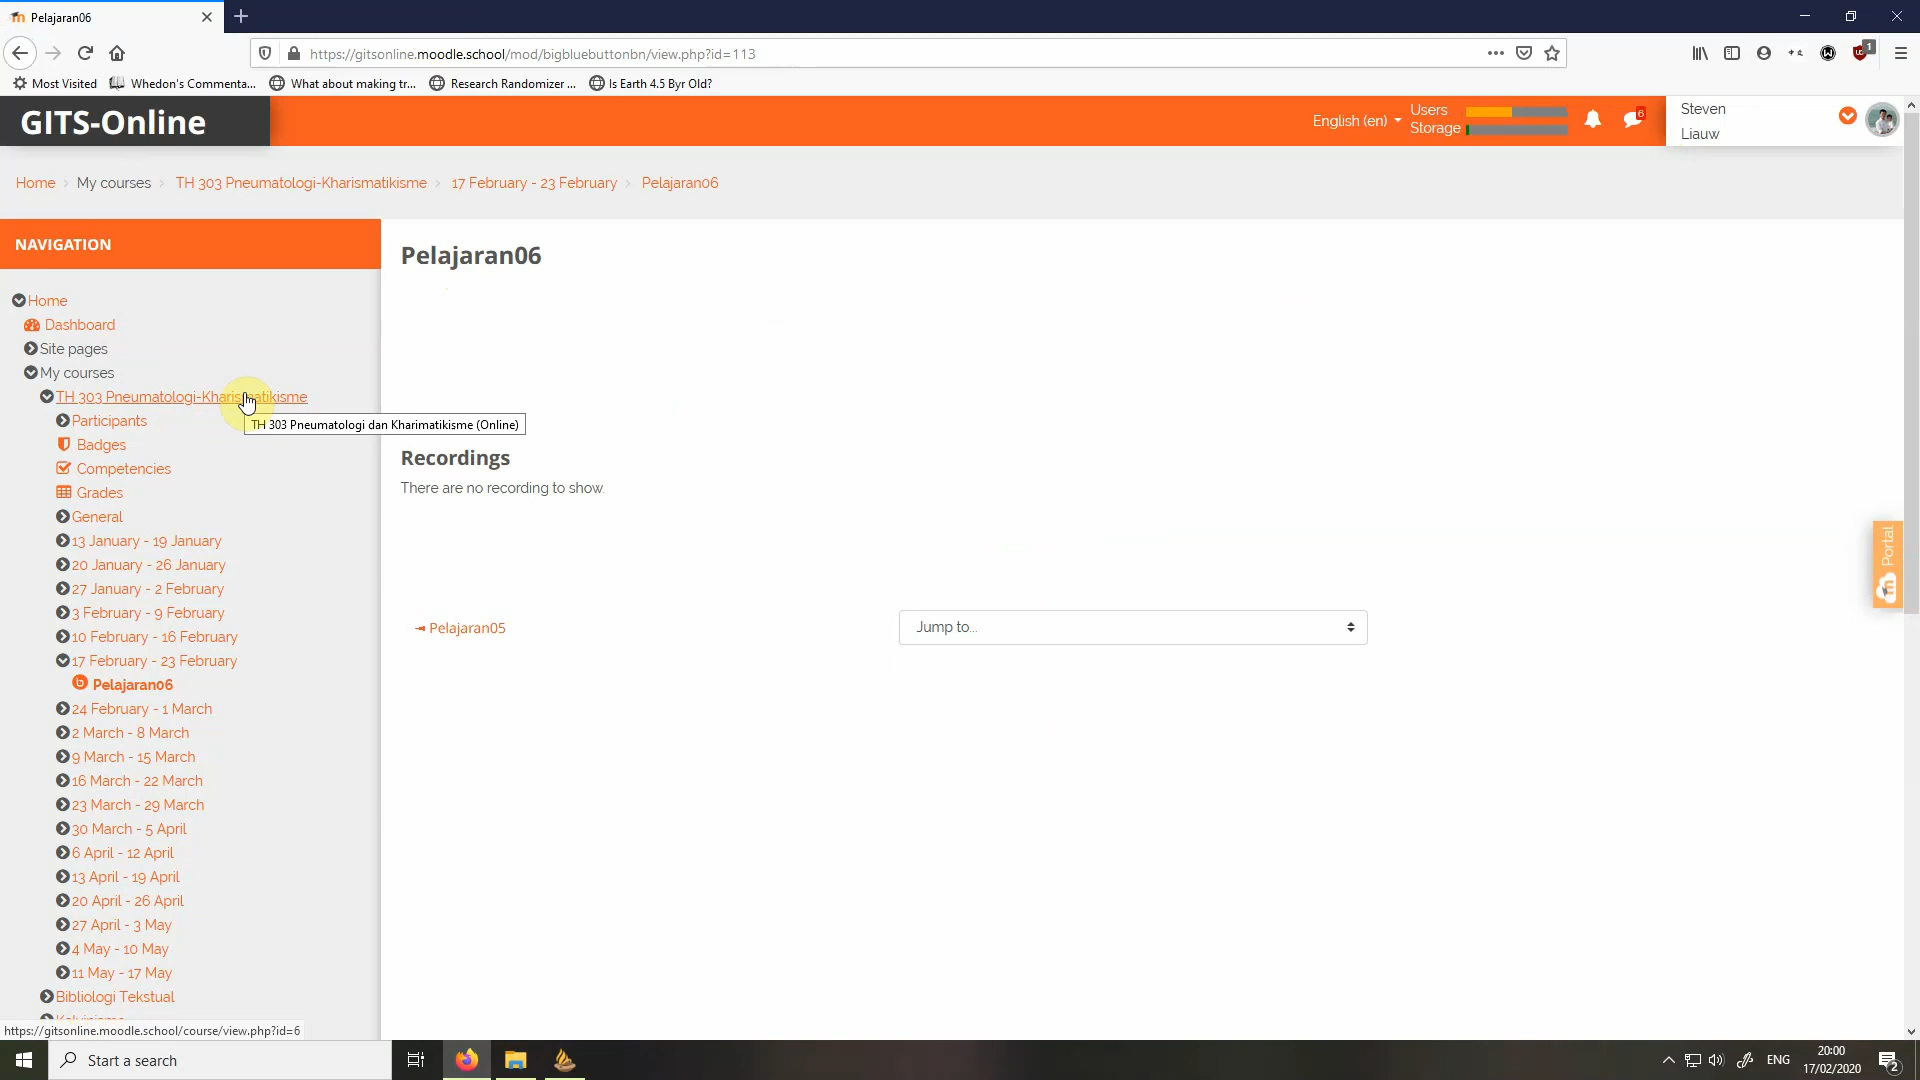 Pelajaran06
https://gitsonline.moodle.school/mod/bigbluebuttonbn/view.php?id=113
1
Most Visited
Whedon's Commenta...
What about making tr...
Research Randomizer ...
Is Earth 4.5 Byr Old?
GITS-Online
English (en)
Users
Storage
6
Steven
Liauw
Home
My courses
TH 303 Pneumatologi-Kharismatikisme
17 February - 23 February
Pelajaran06
NAVIGATION
Home
Dashboard
Site pages
My courses
TH 303 Pneumatologi-Kharismatikisme
TH 303 Pneumatologi dan Kharimatikisme (Online)
Participants
Badges
Competencies
Grades
General
13 January - 19 January
20 January - 26 January
27 January - 2 February
3 February - 9 February
10 February - 16 February
17 February - 23 February
Pelajaran06
24 February - 1 March
2 March - 8 March
9 March - 15 March
16 March - 22 March
23 March - 29 March
30 March - 5 April
6 April - 12 April
13 April - 19 April
20 April - 26 April
27 April - 3 May
4 May - 10 May
11 May - 17 May
Bibliologi Tekstual
https://gitsonline.moodle.school/course/view.php?id=6
Pelajaran06
Recordings
There are no recording to show.
Pelajaran05
Jump to...
Portal
Start a search
ENG
20:00
17/02/2020
2